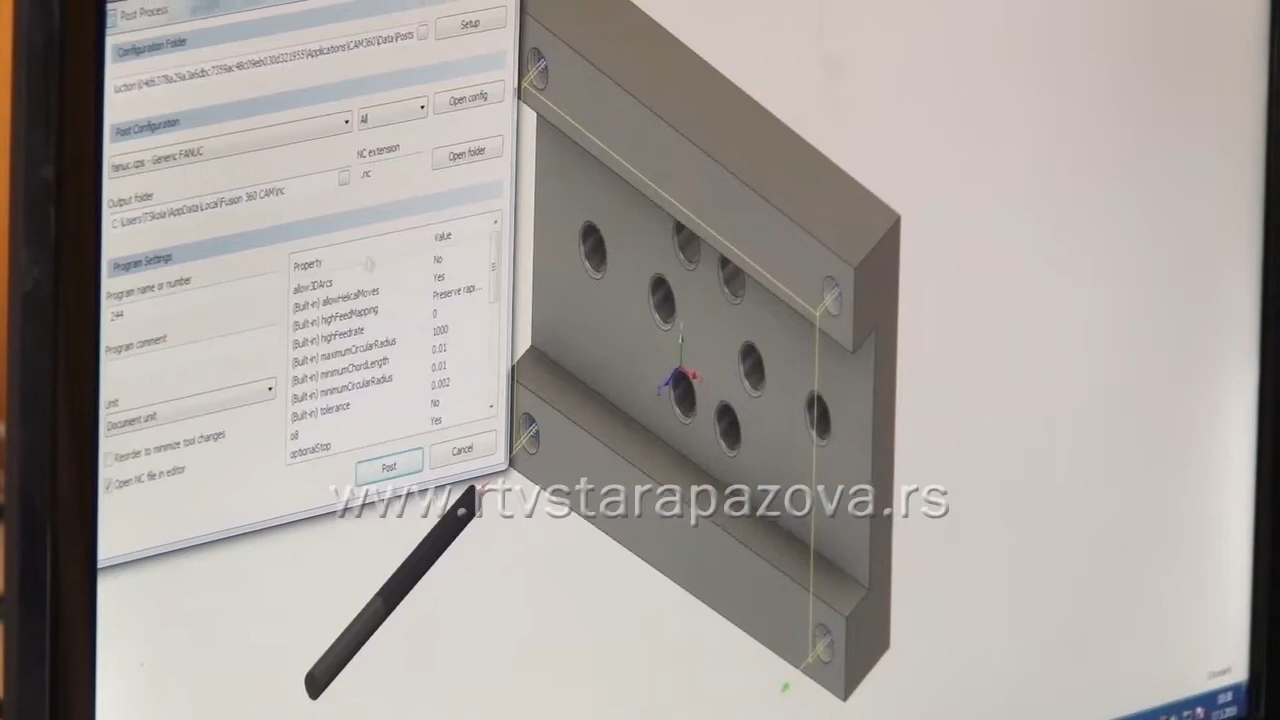 Post Process
Configuration Folder
Setup
Post Configuration
All
Open config
fanuc.cps - Generic FANUC
NC extension
Open folder
Output folder
.nc
C:\Users\TSkola\AppData\Local\Fusion 360 CAM\nc
Program Settings
Program name or number
244
Program comment
Unit
Document unit
Reorder to minimize tool changes
Open NC file in editor
Property Value
allow3DArcs No
(Built-in) allowHelicalMoves Yes
(Built-in) highFeedMapping Preserve rapi...
(Built-in) highFeedrate 0
(Built-in) maximumCircularRadius 1000
(Built-in) minimumChordLength 0.01
(Built-in) minimumCircularRadius 0.01
(Built-in) tolerance 0.002
o8 No
optionalStop Yes
Post
Cancel
www.rtvstarapazova.rs